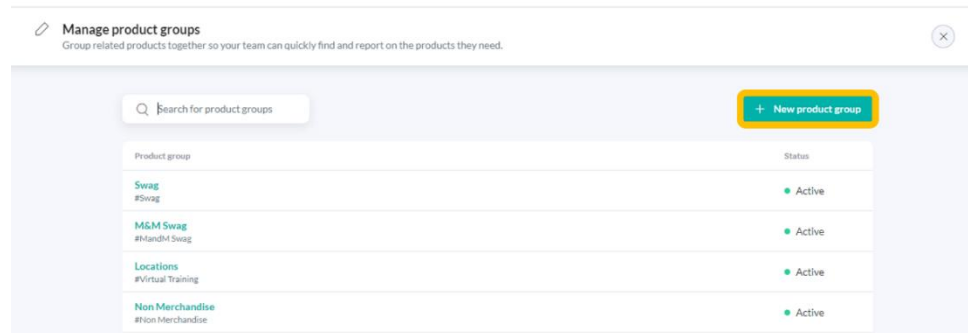 Manage product groups
Group related products together so your team can quickly find and report on the products they need.
Search for product groups
+ New product group
Product group Status
Swag
#Swag
Active
M&M Swag
#MandM Swag
Active
Locations
#Virtual Training
Active
Non Merchandise
#Non Merchandise
Active